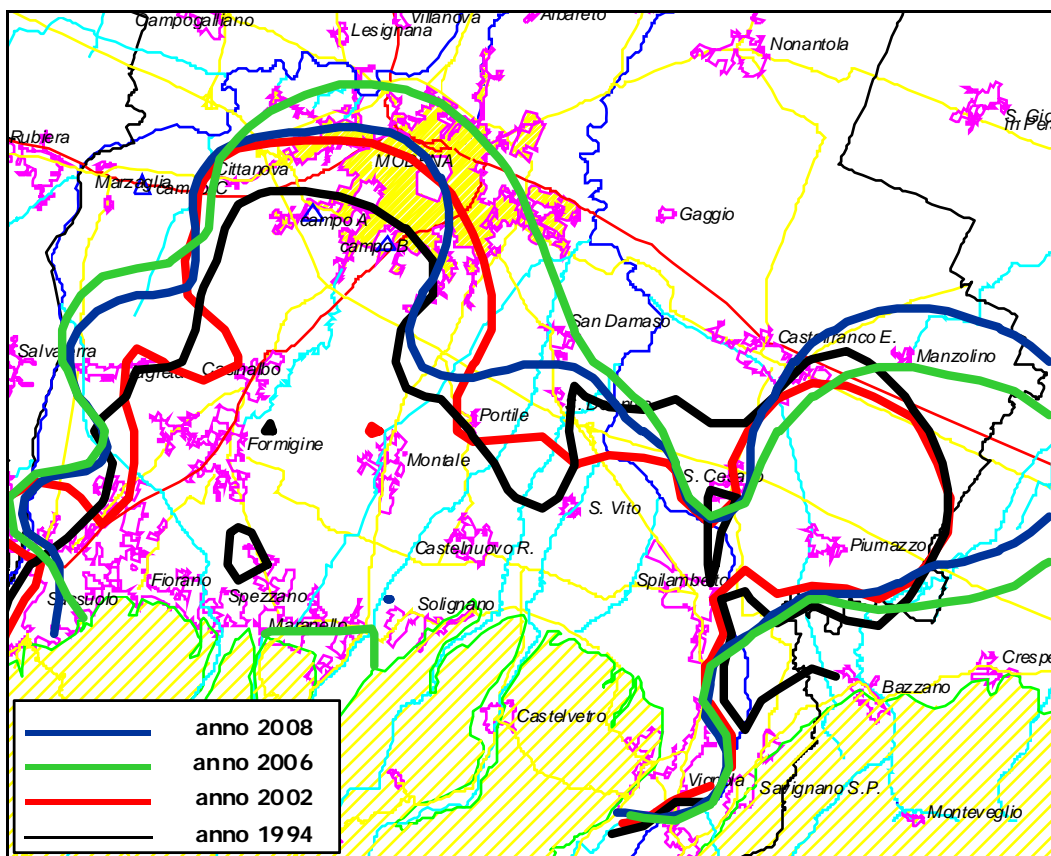 Campogalliano
Villanova
Albareto
Lesignana
Nonantola
S. Gio
Rubiera
MODENA
Cittanova
Marzaglia
campo C
campo A
Gaggio
campo B
San Damaso
Castelfranco E.
Manzolino
Salvaterra
Casinalbo
Portile
Formigine
Montale
S. Cesario
S. Vito
Castelnuovo R.
Piumazzo
Spilamberto
Fiorano
Sassuolo
Spezzano
Solignano
Maranello
Crespe
Bazzano
Castelvetro
Vignola
Savignano S.P.
Monteveglio
anno 2008
anno 2006
anno 2002
anno 1994